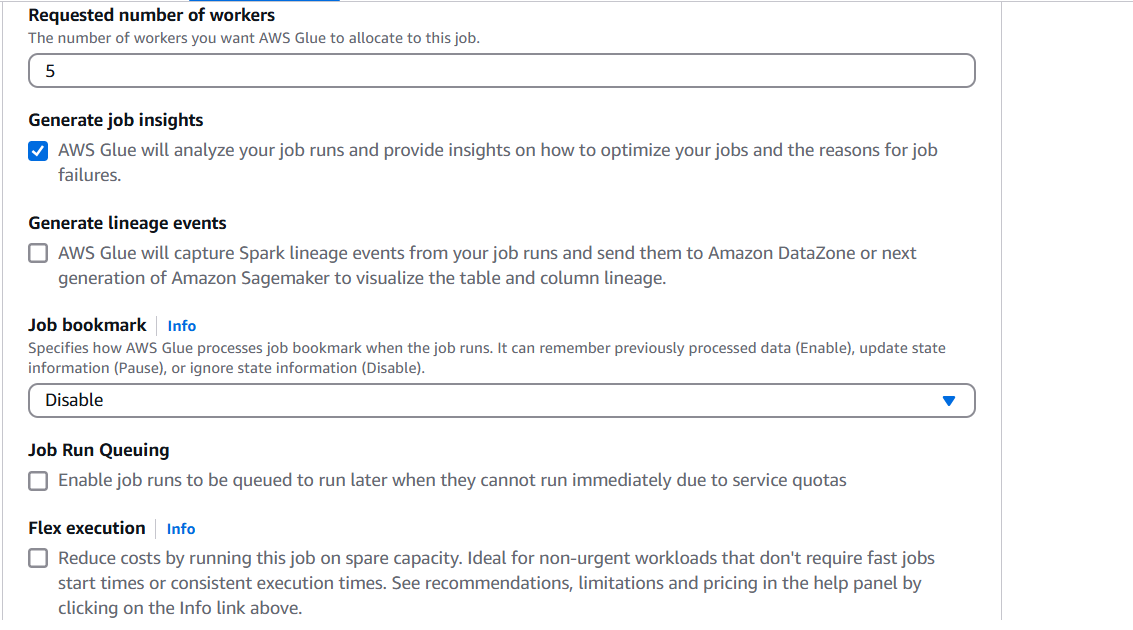 Requested number of workers
The number of workers you want AWS Glue to allocate to this job.
5
Generate job insights
AWS Glue will analyze your job runs and provide insights on how to optimize your jobs and the reasons for job
failures.
Generate lineage events
AWS Glue will capture Spark lineage events from your job runs and send them to Amazon DataZone or next
generation of Amazon Sagemaker to visualize the table and column lineage.
Job bookmark Info
Specifies how AWS Glue processes job bookmark when the job runs. It can remember previously processed data (Enable), update state
information (Pause), or ignore state information (Disable).
Disable
Job Run Queuing
Enable job runs to be queued to run later when they cannot run immediately due to service quotas
Flex execution Info
Reduce costs by running this job on spare capacity. Ideal for non-urgent workloads that don't require fast jobs
start times or consistent execution times. See recommendations, limitations and pricing in the help panel by
clicking on the Info link above.